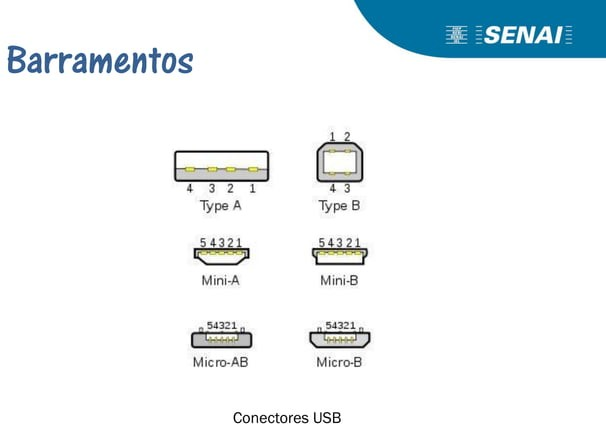 SENAI
Barramentos
1 2
4 3 2 1
4 3
Type A
Type B
5 4 3 2 1
5 4 3 2 1
Mini-A
Mini-B
54321
54321
Micro-AB
Micro-B
Conectores USB